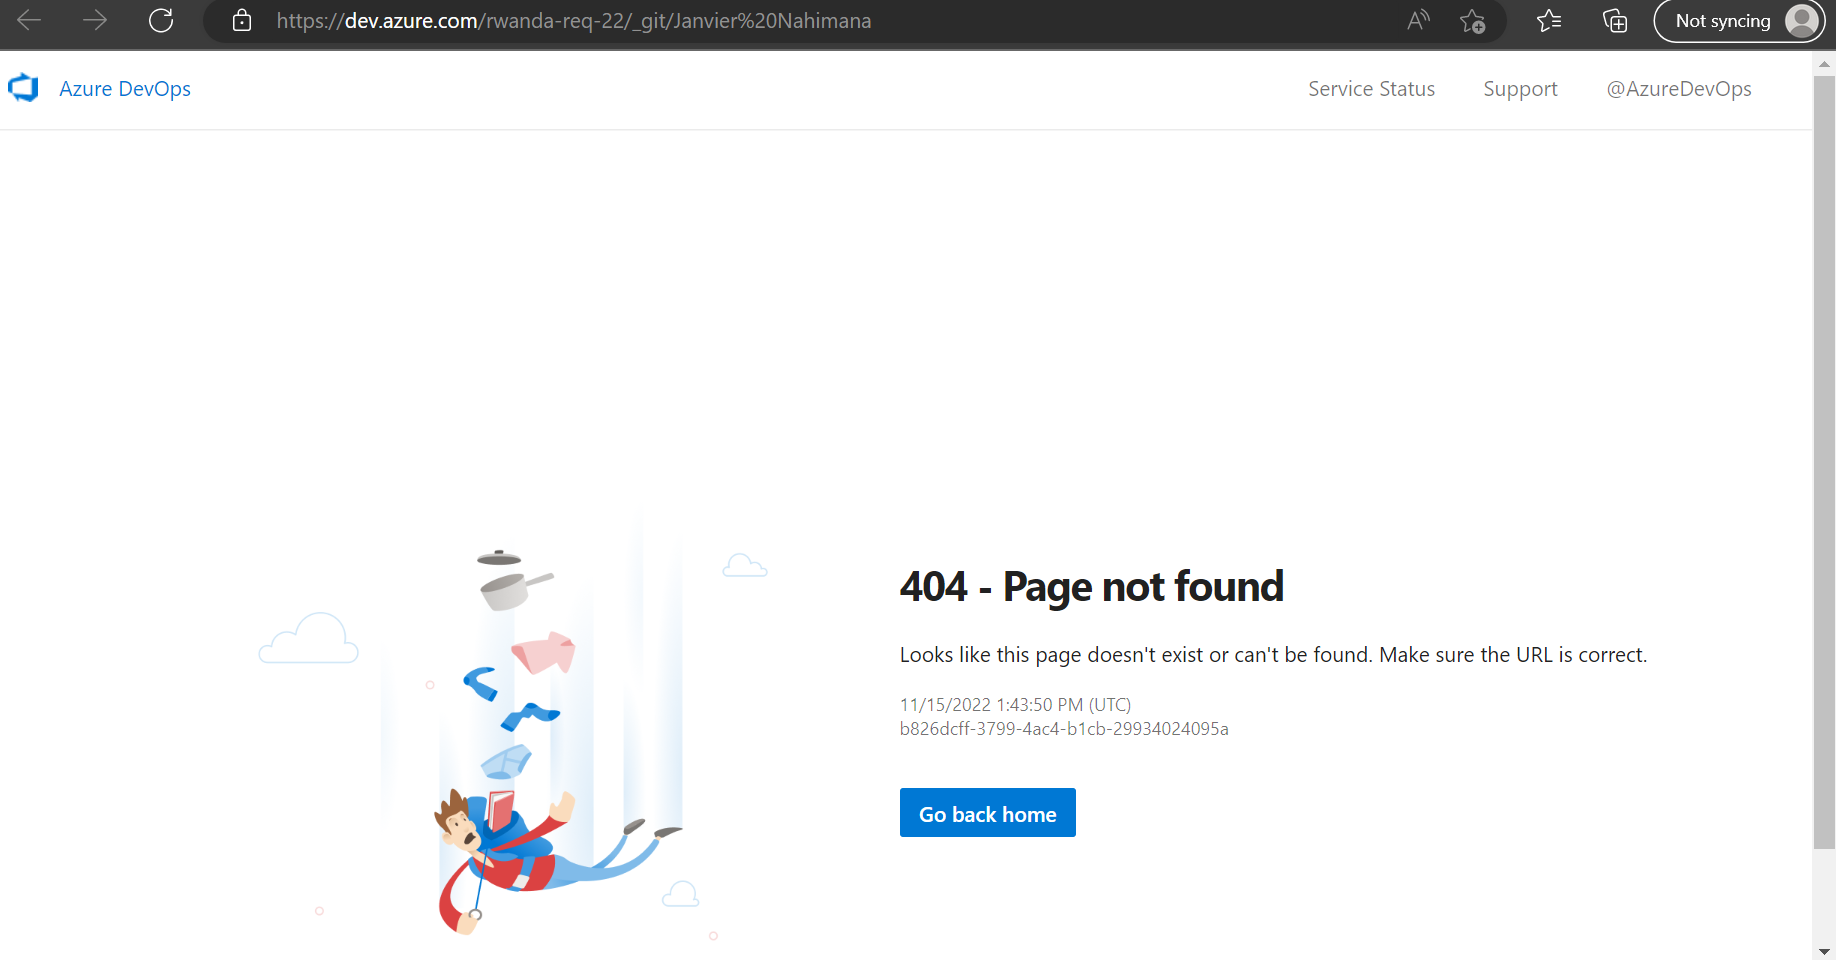 https://dev.azure.com/rwanda-req-22/_git/Janvier%20Nahimana
Not syncing
Azure DevOps
Service Status
Support
@AzureDevOps
404 - Page not found
Looks like this page doesn't exist or can't be found. Make sure the URL is correct.
11/15/2022 1:43:50 PM (UTC)
b826dcff-3799-4ac4-b1cb-29934024095a
Go back home